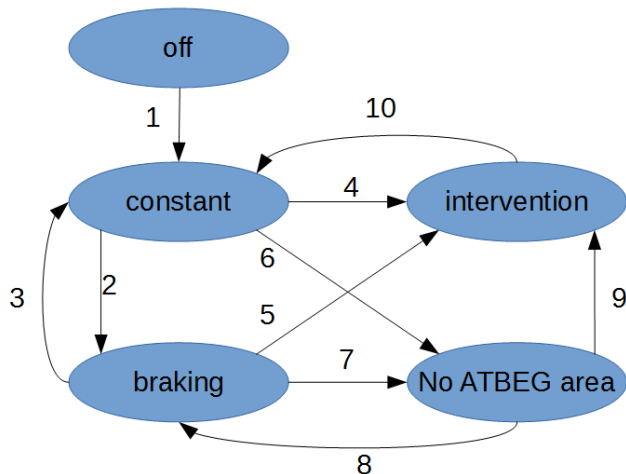 off
1
10
constant
4
intervention
6
3
2
5
9
braking
7
No ATBEG area
8